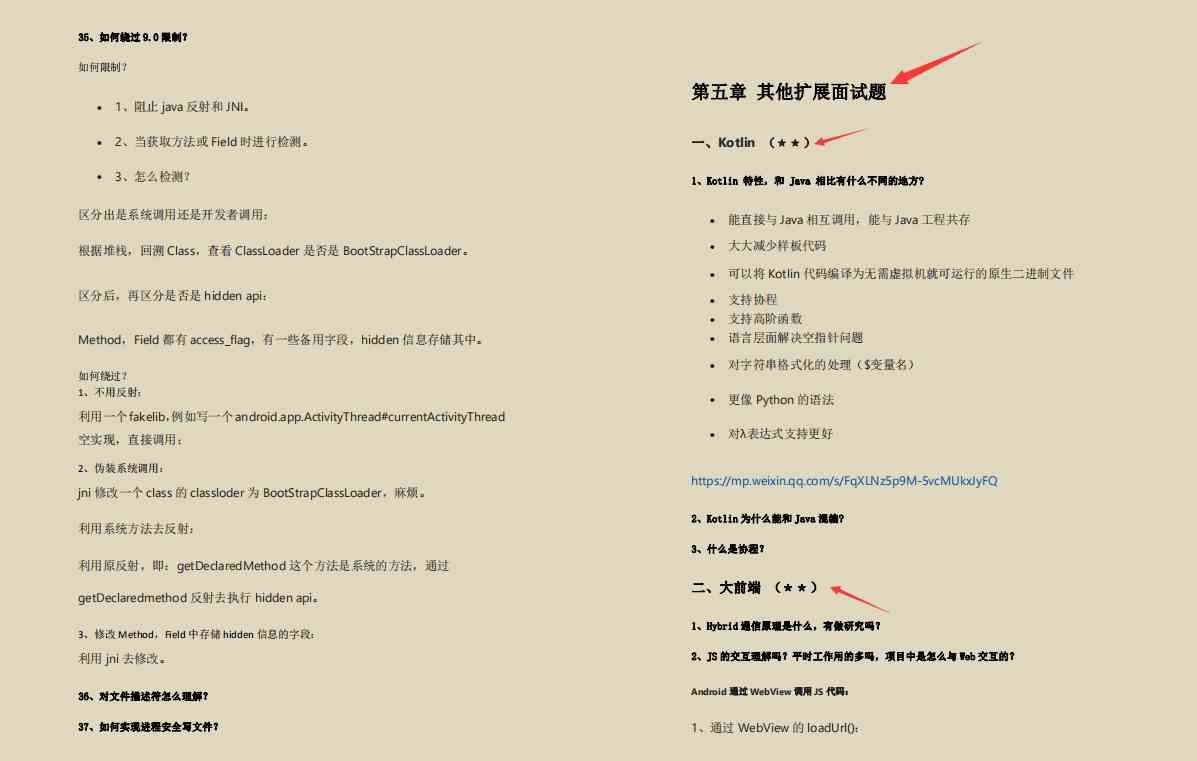 35、如何绕过 9.0 限制？
如何限制？
• 1、阻止 java 反射和 JNI。
• 2、当获取方法或 Field 时进行检测。
• 3、怎么检测？
区分出是系统调用还是开发者调用：
根据堆栈，回溯 Class，查看 ClassLoader 是否是 BootStrapClassLoader。
区分后，再区分是否是 hidden api：
Method，Field 都有 access_flag，有一些备用字段，hidden 信息存储其中。
如何绕过？
1、不用反射：
利用一个 fakelib，例如写一个 android.app.ActivityThread#currentActivityThread
空实现，直接调用；
2、伪装系统调用：
jni 修改一个 class 的 classloder 为 BootStrapClassLoader，麻烦。
利用系统方法去反射：
利用原反射，即：getDeclaredMethod 这个方法是系统的方法，通过
getDeclaredmethod 反射去执行 hidden api。
3、修改 Method，Field 中存储 hidden 信息的字段：
利用 jni 去修改。
36、对文件描述符怎么理解？
37、如何实现进程安全写文件？
第五章 其他扩展面试题
一、Kotlin （★★）
1、Kotlin 特性，和 Java 相比有什么不同的地方?
• 能直接与 Java 相互调用，能与 Java 工程共存
• 大大减少样板代码
• 可以将 Kotlin 代码编译为无需虚拟机就可运行的原生二进制文件
• 支持协程
• 支持高阶函数
• 语言层面解决空指针问题
• 对字符串格式化的处理（$变量名）
• 更像 Python 的语法
• 对λ表达式支持更好
https://mp.weixin.qq.com/s/FqXLNz5p9M-5vcMUkxJyFQ
2、Kotlin 为什么能和 Java 混编?
3、什么是协程?
二、大前端 （★★）
1、Hybrid 通信原理是什么，有做研究吗？
2、JS 的交互理解吗？平时工作用的多吗，项目中是怎么与 Web 交互的？
Android 通过 WebView 调用 JS 代码：
1、通过 WebView 的 loadUrl()：